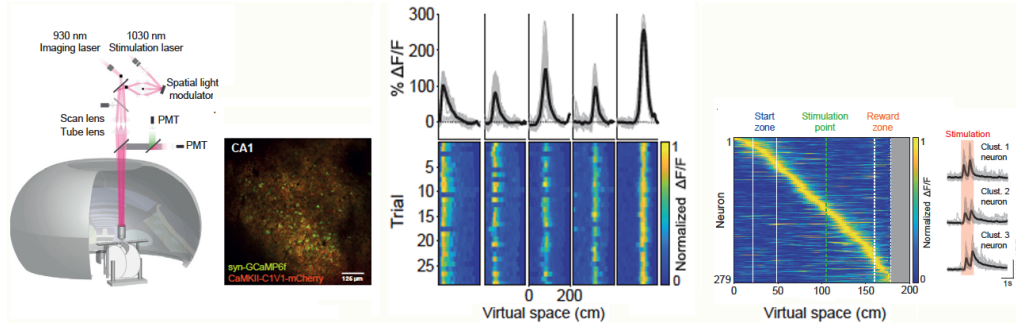 930 nm
Imaging laser
1030 nm
Stimulation laser
Spatial light
modulator
Scan lens
Tube lens
PMT
PMT
CA1
syn-GCaMP6f
CaMKII-C1V1-mCherry
125 µm
% ΔF/F
300
200
100
0
Trial
0
5
10
15
20
25
0 200
Virtual space (cm)
1
0
Normalized ΔF/F
Start
zone
Stimulation
point
Reward
zone
Neuron
1
279
0 50 100 150 200
Virtual space (cm)
1
0
Normalized ΔF/F
Stimulation
Clust. 1
neuron
Clust. 2
neuron
Clust. 3
neuron
1s